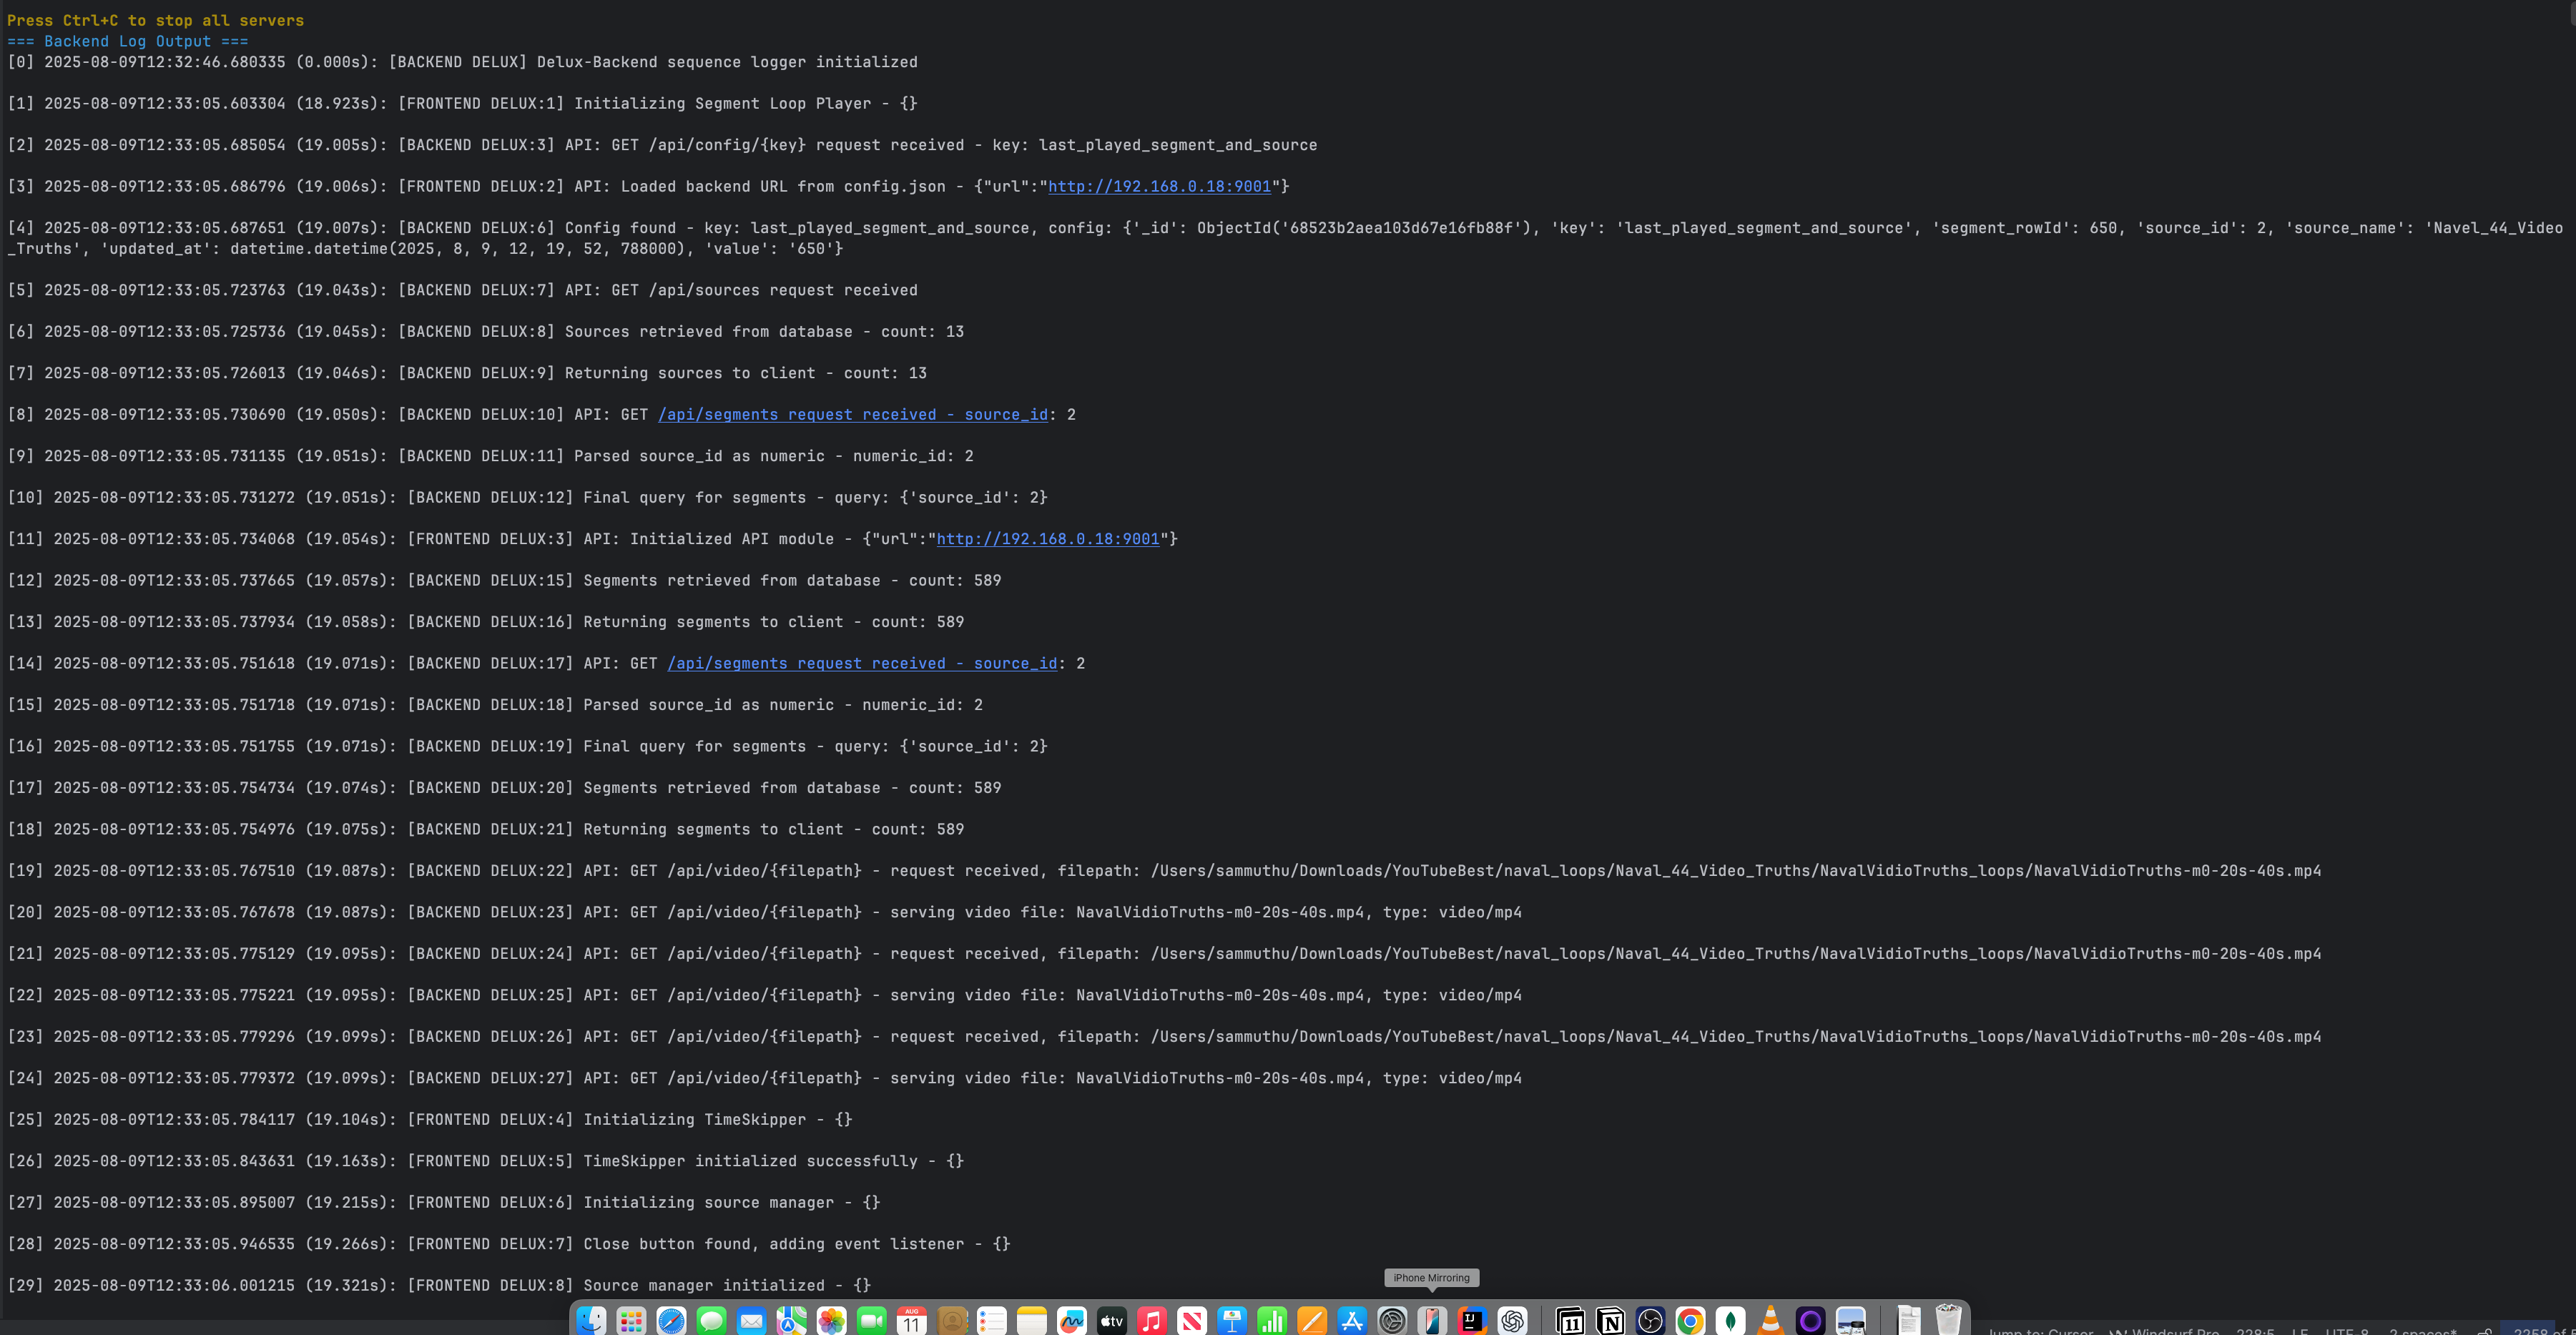 Press Ctrl+C to stop all servers
=== Backend Log Output ===
[0] 2025-08-09T12:32:46.680335 (0.000s): [BACKEND DELUX] Delux-Backend sequence logger initialized
[1] 2025-08-09T12:33:05.603304 (18.923s): [FRONTEND DELUX:1] Initializing Segment Loop Player - {}
[2] 2025-08-09T12:33:05.685054 (19.005s): [BACKEND DELUX:3] API: GET /api/config/{key} request received - key: last_played_segment_and_source
[3] 2025-08-09T12:33:05.686796 (19.006s): [FRONTEND DELUX:2] API: Loaded backend URL from config.json - {"url":"http://192.168.0.18:9001"}
[4] 2025-08-09T12:33:05.687651 (19.007s): [BACKEND DELUX:6] Config found - key: last_played_segment_and_source, config: {'_id': ObjectId('68523b2aea103d67e16fb88f'), 'key': 'last_played_segment_and_source', 'segment_rowId': 650, 'source_id': 2, 'source_name': 'Navel_44_Video
_Truths', 'updated_at': datetime.datetime(2025, 8, 9, 12, 19, 52, 788000), 'value': '650'}
[5] 2025-08-09T12:33:05.723763 (19.043s): [BACKEND DELUX:7] API: GET /api/sources request received
[6] 2025-08-09T12:33:05.725736 (19.045s): [BACKEND DELUX:8] Sources retrieved from database - count: 13
[7] 2025-08-09T12:33:05.726013 (19.046s): [BACKEND DELUX:9] Returning sources to client - count: 13
[8] 2025-08-09T12:33:05.730690 (19.050s): [BACKEND DELUX:10] API: GET /api/segments request received - source_id: 2
[9] 2025-08-09T12:33:05.731135 (19.051s): [BACKEND DELUX:11] Parsed source_id as numeric - numeric_id: 2
[10] 2025-08-09T12:33:05.731272 (19.051s): [BACKEND DELUX:12] Final query for segments - query: {'source_id': 2}
[11] 2025-08-09T12:33:05.734068 (19.054s): [FRONTEND DELUX:3] API: Initialized API module - {"url":"http://192.168.0.18:9001"}
[12] 2025-08-09T12:33:05.737665 (19.057s): [BACKEND DELUX:15] Segments retrieved from database - count: 589
[13] 2025-08-09T12:33:05.737934 (19.058s): [BACKEND DELUX:16] Returning segments to client - count: 589
[14] 2025-08-09T12:33:05.751618 (19.071s): [BACKEND DELUX:17] API: GET /api/segments request received - source_id: 2
[15] 2025-08-09T12:33:05.751718 (19.071s): [BACKEND DELUX:18] Parsed source_id as numeric - numeric_id: 2
[16] 2025-08-09T12:33:05.751755 (19.071s): [BACKEND DELUX:19] Final query for segments - query: {'source_id': 2}
[17] 2025-08-09T12:33:05.754734 (19.074s): [BACKEND DELUX:20] Segments retrieved from database - count: 589
[18] 2025-08-09T12:33:05.754976 (19.075s): [BACKEND DELUX:21] Returning segments to client - count: 589
[19] 2025-08-09T12:33:05.767510 (19.087s): [BACKEND DELUX:22] API: GET /api/video/{filepath} - request received, filepath: /Users/sammuthu/Downloads/YouTubeBest/naval_loops/Naval_44_Video_Truths/NavalVidioTruths_loops/NavalVidioTruths-m0-20s-40s.mp4
[20] 2025-08-09T12:33:05.767678 (19.087s): [BACKEND DELUX:23] API: GET /api/video/{filepath} - serving video file: NavalVidioTruths-m0-20s-40s.mp4, type: video/mp4
[21] 2025-08-09T12:33:05.775129 (19.095s): [BACKEND DELUX:24] API: GET /api/video/{filepath} - request received, filepath: /Users/sammuthu/Downloads/YouTubeBest/naval_loops/Naval_44_Video_Truths/NavalVidioTruths_loops/NavalVidioTruths-m0-20s-40s.mp4
[22] 2025-08-09T12:33:05.775221 (19.095s): [BACKEND DELUX:25] API: GET /api/video/{filepath} - serving video file: NavalVidioTruths-m0-20s-40s.mp4, type: video/mp4
[23] 2025-08-09T12:33:05.779296 (19.099s): [BACKEND DELUX:26] API: GET /api/video/{filepath} - request received, filepath: /Users/sammuthu/Downloads/YouTubeBest/naval_loops/Naval_44_Video_Truths/NavalVidioTruths_loops/NavalVidioTruths-m0-20s-40s.mp4
[24] 2025-08-09T12:33:05.779372 (19.099s): [BACKEND DELUX:27] API: GET /api/video/{filepath} - serving video file: NavalVidioTruths-m0-20s-40s.mp4, type: video/mp4
[25] 2025-08-09T12:33:05.784117 (19.104s): [FRONTEND DELUX:4] Initializing TimeSkipper - {}
[26] 2025-08-09T12:33:05.843631 (19.163s): [FRONTEND DELUX:5] TimeSkipper initialized successfully - {}
[27] 2025-08-09T12:33:05.895007 (19.215s): [FRONTEND DELUX:6] Initializing source manager - {}
[28] 2025-08-09T12:33:05.946535 (19.266s): [FRONTEND DELUX:7] Close button found, adding event listener - {}
[29] 2025-08-09T12:33:06.001215 (19.321s): [FRONTEND DELUX:8] Source manager initialized - {}
iPhone Mirroring
AUG
11
tv
IJ
11
N